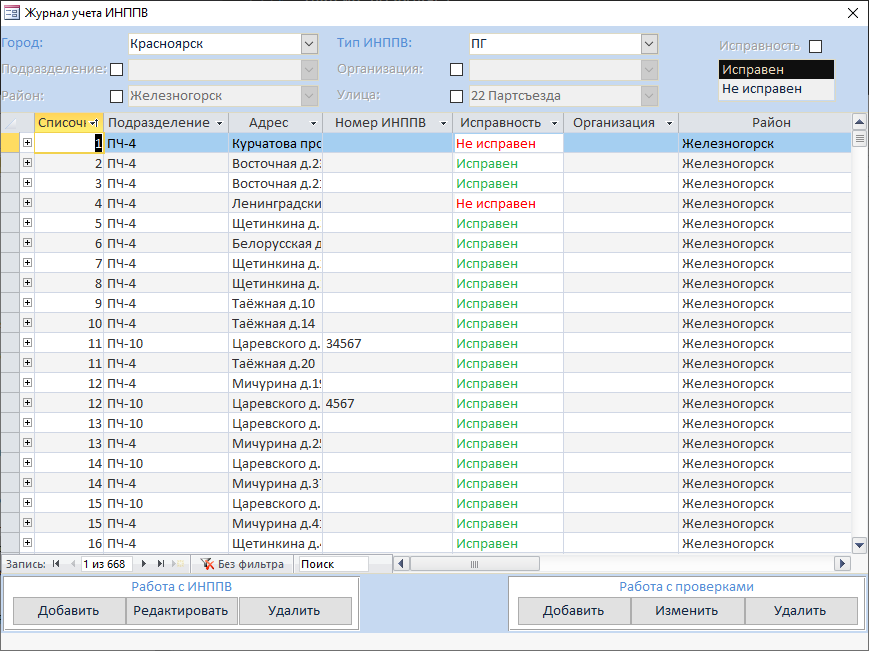 Журнал учета ИНППВ
Город: Красноярск Тип ИНППВ: ПГ Исправность
Подразделение: Организация: Исправен
Район: Железногорск Улица: 22 Партсъезда Не исправен
Списочн Подразделение Адрес Номер ИНППВ Исправность Организация Район
1 ПЧ-4 Курчатова прс Не исправен Железногорск
2 ПЧ-4 Восточная д.2 Исправен Железногорск
3 ПЧ-4 Восточная д.2 Исправен Железногорск
4 ПЧ-4 Ленинградски Не исправен Железногорск
5 ПЧ-4 Щетинкина д. Исправен Железногорск
6 ПЧ-4 Белорусская д Исправен Железногорск
7 ПЧ-4 Щетинкина д. Исправен Железногорск
8 ПЧ-4 Щетинкина д. Исправен Железногорск
9 ПЧ-4 Таёжная д.10 Исправен Железногорск
10 ПЧ-4 Таёжная д.14 Исправен Железногорск
11 ПЧ-10 Царевского д. 34567 Исправен Железногорск
11 ПЧ-4 Таёжная д.20 Исправен Железногорск
12 ПЧ-4 Мичурина д.19 Исправен Железногорск
12 ПЧ-10 Царевского д. 4567 Исправен Железногорск
13 ПЧ-10 Царевского д. Исправен Железногорск
13 ПЧ-4 Мичурина д.25 Исправен Железногорск
14 ПЧ-10 Царевского д. Исправен Железногорск
14 ПЧ-4 Мичурина д.37 Исправен Железногорск
15 ПЧ-10 Царевского д. Исправен Железногорск
15 ПЧ-4 Мичурина д.41 Исправен Железногорск
16 ПЧ-4 Щетинкина д. Исправен Железногорск
Запись: 1 из 668 Без фильтра Поиск
Работа с ИНППВ Работа с проверками
Добавить Редактировать Удалить Добавить Изменить Удалить